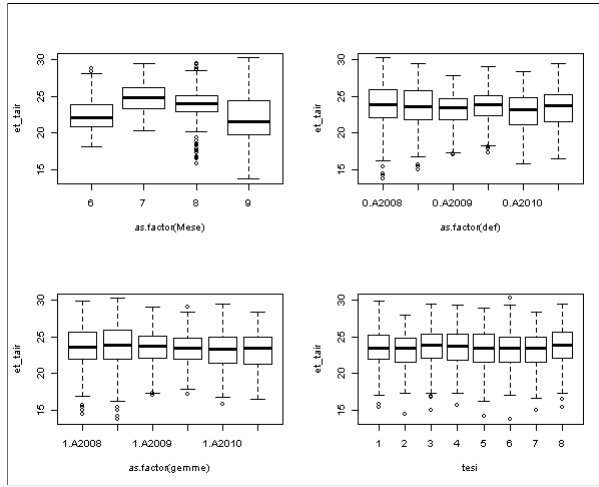 30
25
20
15
et_tair
6 7 8 9
as.factor(Mese)
30
25
20
15
et_tair
0.A2008 0.A2009 0.A2010
as.factor(def)
30
25
20
15
et_tair
1.A2008 1.A2009 1.A2010
as.factor(gemme)
30
25
20
15
et_tair
1 2 3 4 5 6 7 8
tesi